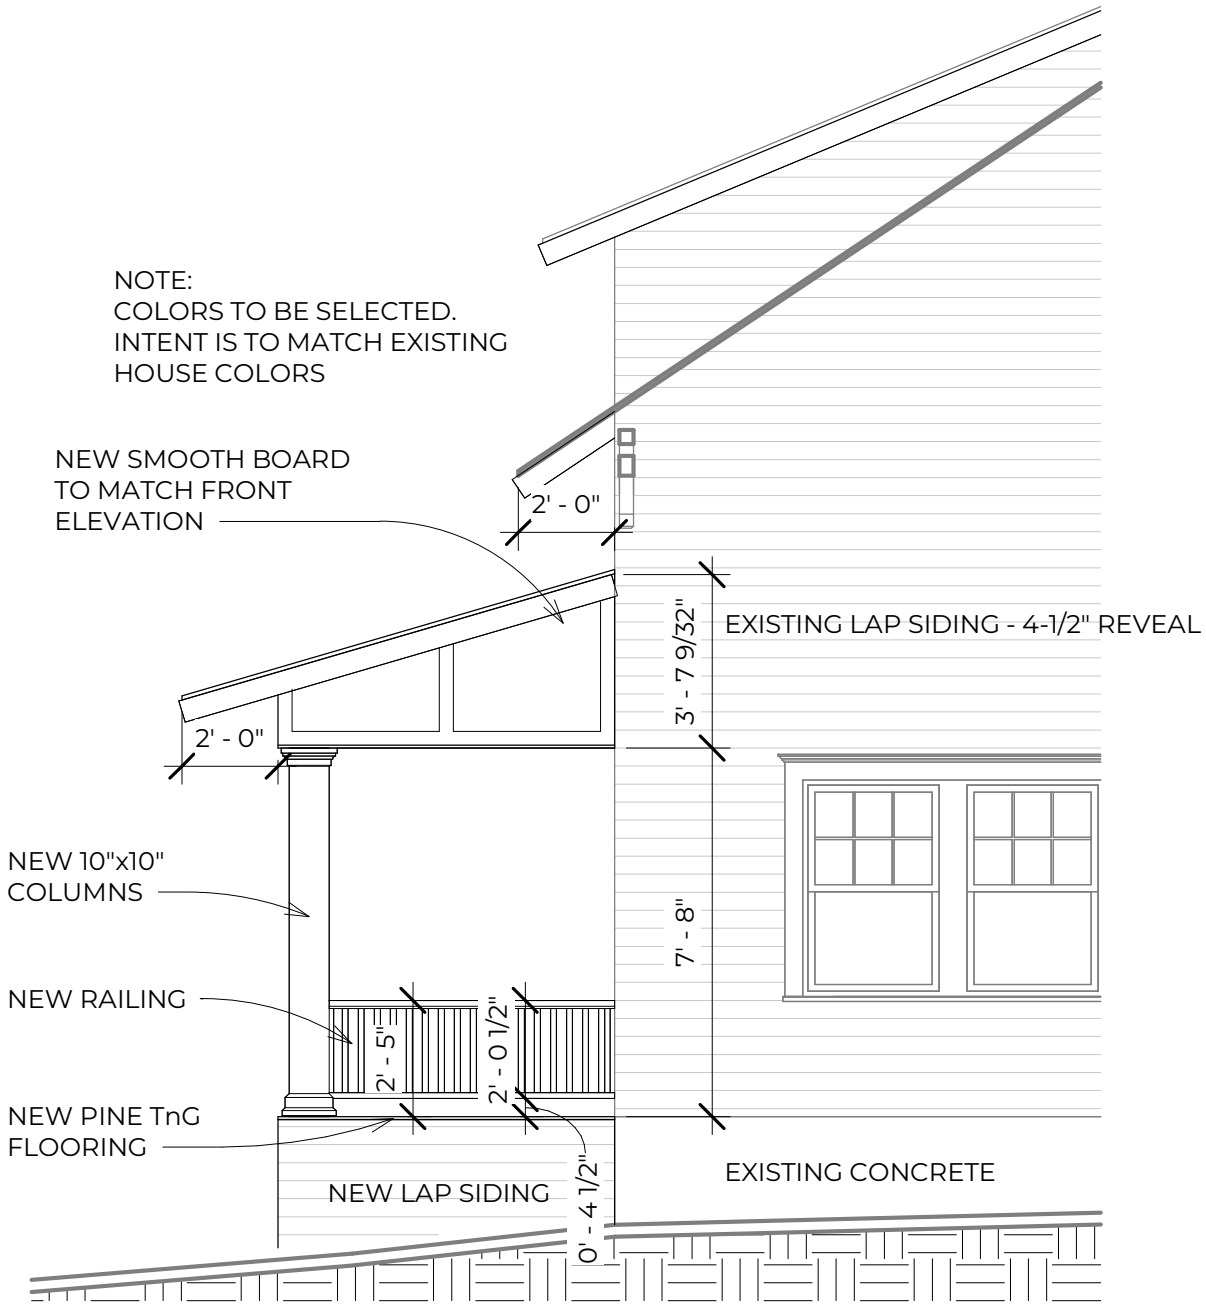 NOTE:
COLORS TO BE SELECTED.
INTENT IS TO MATCH EXISTING
HOUSE COLORS
NEW SMOOTH BOARD
TO MATCH FRONT
ELEVATION
2' - 0"
3' - 7 9/32"
EXISTING LAP SIDING - 4-1/2" REVEAL
2' - 0"
NEW 10"x10"
COLUMNS
7' - 8"
NEW RAILING
2' - 5"
2' - 0 1/2"
NEW PINE TnG
FLOORING
NEW LAP SIDING
0' - 4 1/2"
EXISTING CONCRETE